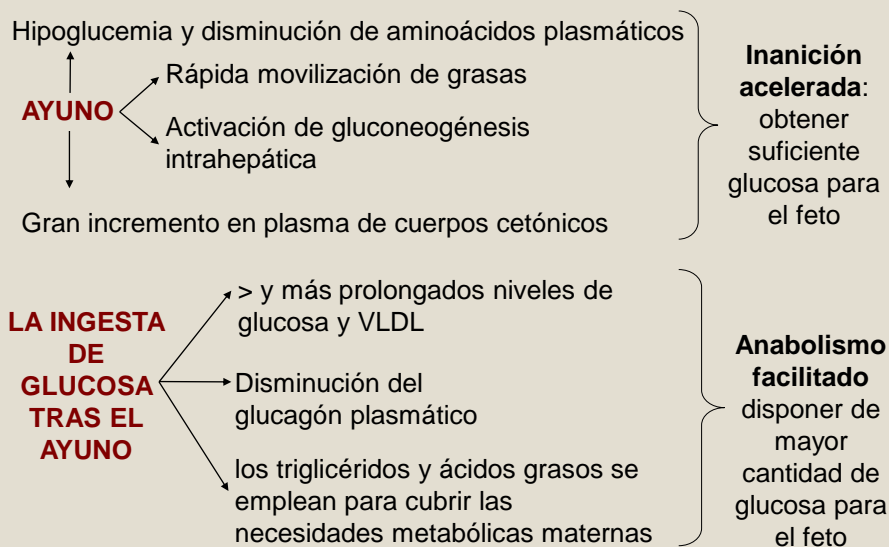 Hipoglucemia y disminución de aminoácidos plasmáticos
AYUNO
Rápida movilización de grasas
Activación de gluconeogénesis
intrahepática
Gran incremento en plasma de cuerpos cetónicos
Inanición
acelerada:
obtener
suficiente
glucosa para
el feto
LA INGESTA
DE
GLUCOSA
TRAS EL
AYUNO
> y más prolongados niveles de
glucosa y VLDL
Disminución del
glucagón plasmático
los triglicéridos y ácidos grasos se
emplean para cubrir las
necesidades metabólicas maternas
Anabolismo
facilitado
disponer de
mayor
cantidad de
glucosa para
el feto